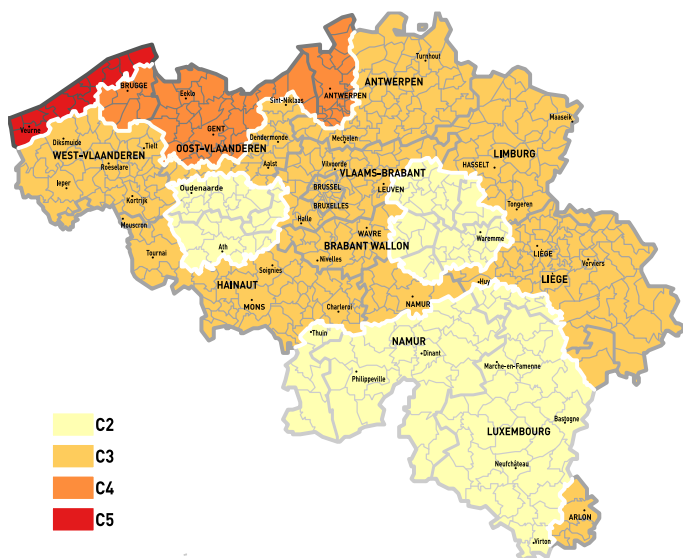 Turnhout
ANTWERPEN
BRUGGE
Eeklo
ANTWERPEN
Sint-Niklaas
Maaseik
Veurne
GENT
Diksmuide
Tielt
OOST-VLAANDEREN
Dendermonde
Mechelen
WEST-VLAANDEREN
Roeselare
Aalst
Vilvoorde
VLAAMS-BRABANT
HASSELT
LIMBURG
Ieper
Oudenaarde
BRUSSEL
LEUVEN
Kortrijk
BRUXELLES
Tongeren
Mouscron
Halle
WAVRE
Waremme
Ath
BRABANT WALLON
LIÈGE
Tournai
Soignies
Nivelles
Verviers
HAINAUT
Huy
LIÈGE
MONS
Charleroi
NAMUR
Thuin
NAMUR
Dinant
Marche-en-Famenne
Philippeville
C2
Bastogne
LUXEMBOURG
C3
Neufchâteau
C4
C5
ARLON
Virton